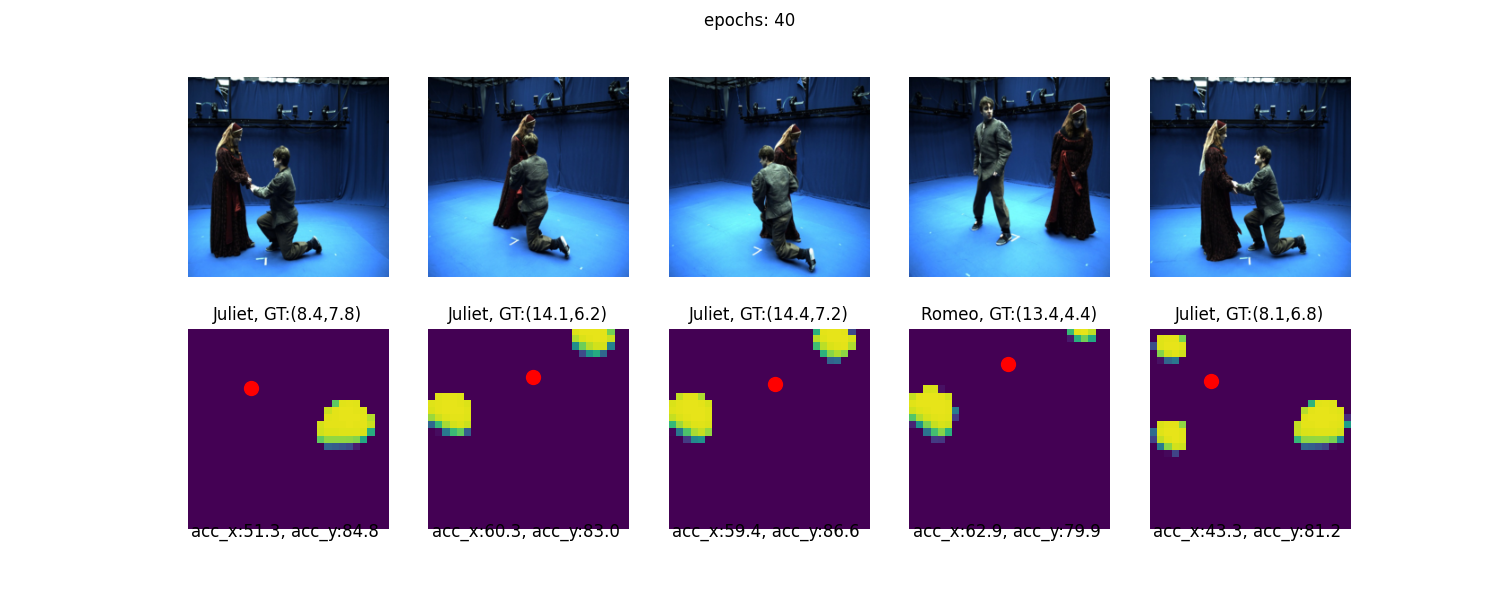 epochs: 40
Juliet, GT:(8.4,7.8)
Juliet, GT:(14.1,6.2)
Juliet, GT:(14.4,7.2)
Romeo, GT:(13.4,4.4)
Juliet, GT:(8.1,6.8)
acc_x:51.3, acc_y:84.8
acc_x:60.3, acc_y:83.0
acc_x:59.4, acc_y:86.6
acc_x:62.9, acc_y:79.9
acc_x:43.3, acc_y:81.2